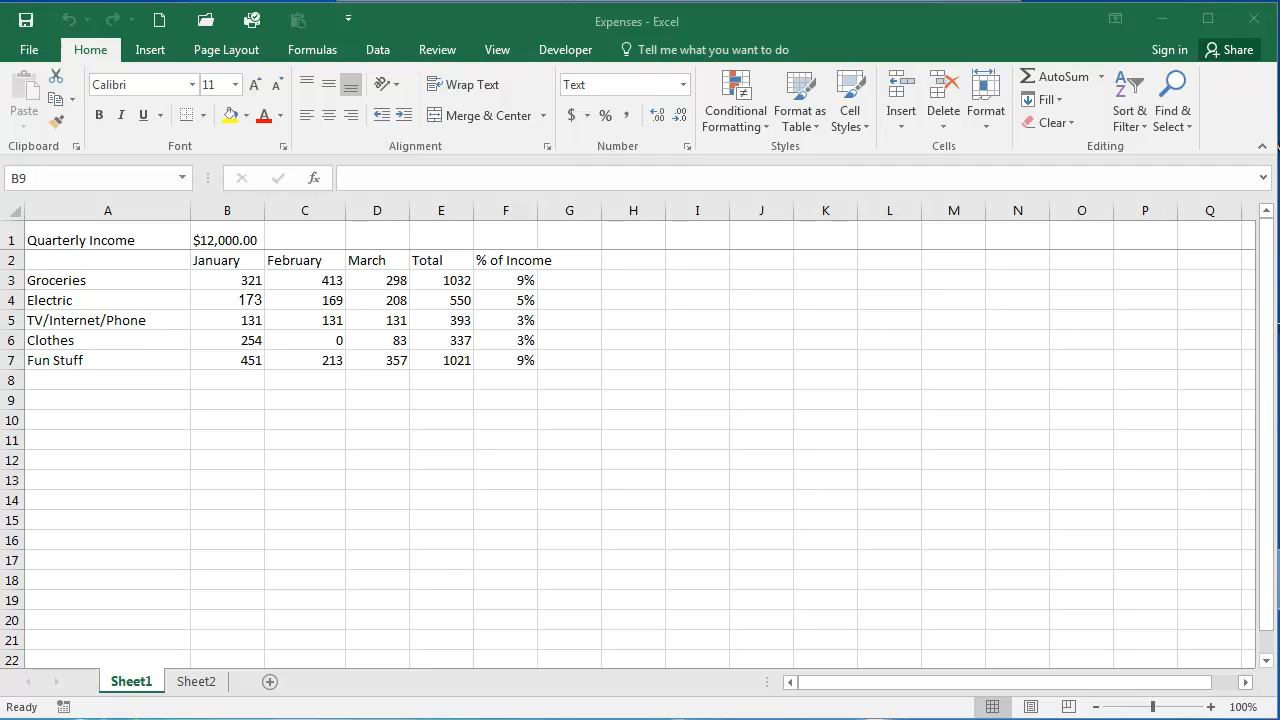 Expenses - Excel
File Home Insert Page Layout Formulas Data Review View Developer Tell me what you want to do Sign in Share
Paste
Clipboard
Calibri 11
B I U A
Font
Wrap Text
Merge & Center
Alignment
Text
$ % ,
Number
Conditional Formatting
Format as Table
Cell Styles
Styles
Insert Delete Format
Cells
AutoSum
Fill
Clear
Sort & Filter
Find & Select
Editing
B9 fx
A B C D E F G H I J K L M N O P Q
1 Quarterly Income $12,000.00
2 January February March Total % of Income
3 Groceries 321 413 298 1032 9%
4 Electric 173 169 208 550 5%
5 TV/Internet/Phone 131 131 131 393 3%
6 Clothes 254 0 83 337 3%
7 Fun Stuff 451 213 357 1021 9%
8
9
10
11
12
13
14
15
16
17
18
19
20
21
22
Sheet1 Sheet2
Ready 100%